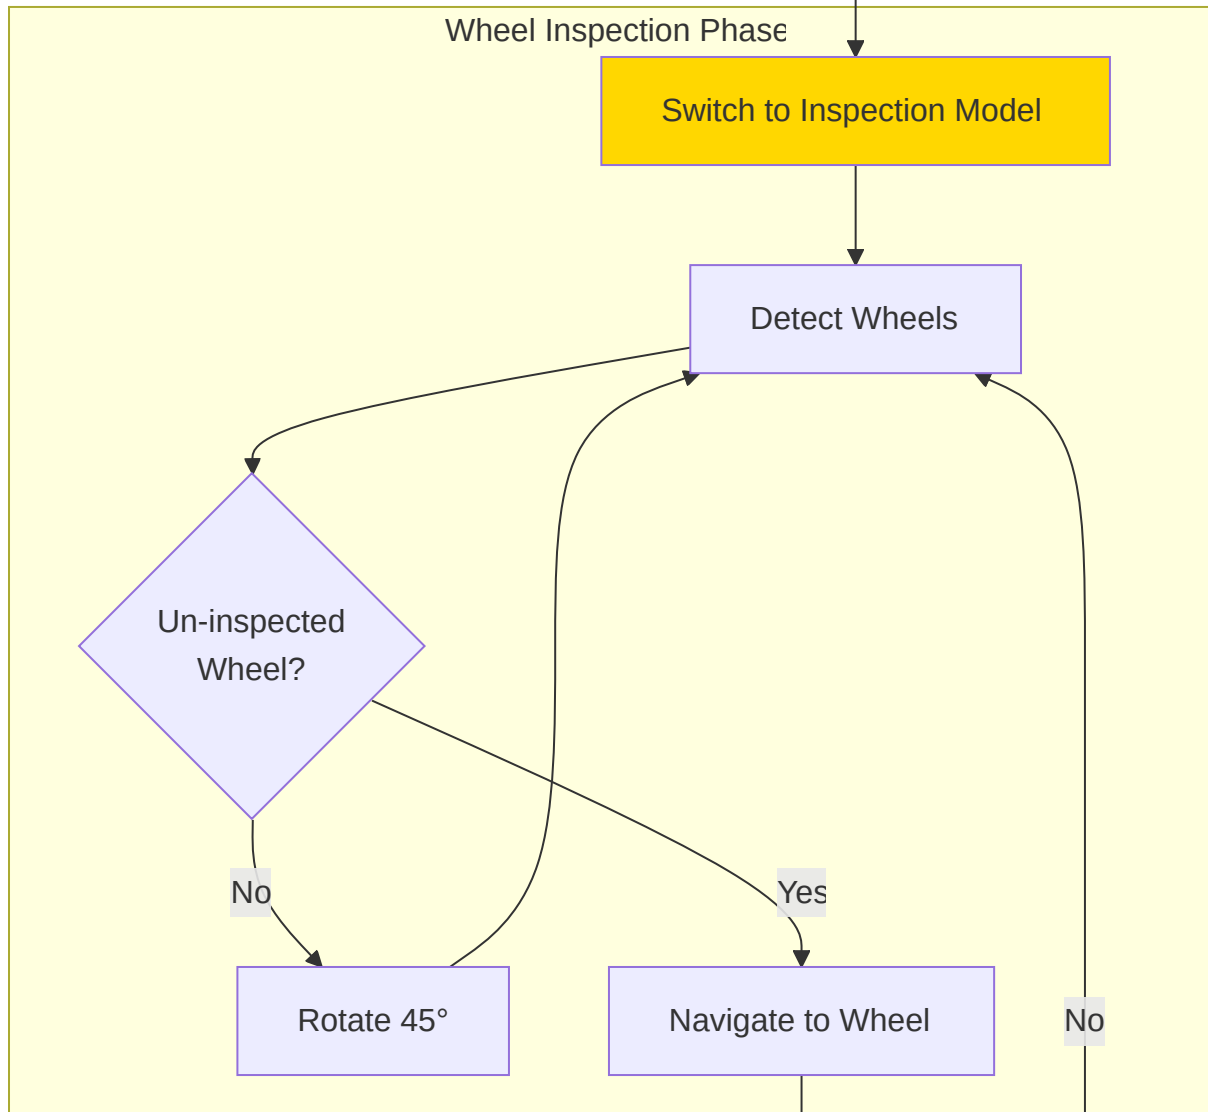 Wheel Inspection Phase
Switch to Inspection Model
Detect Wheels
Un-inspected
Wheel?
No
Yes
Rotate 45°
Navigate to Wheel
No